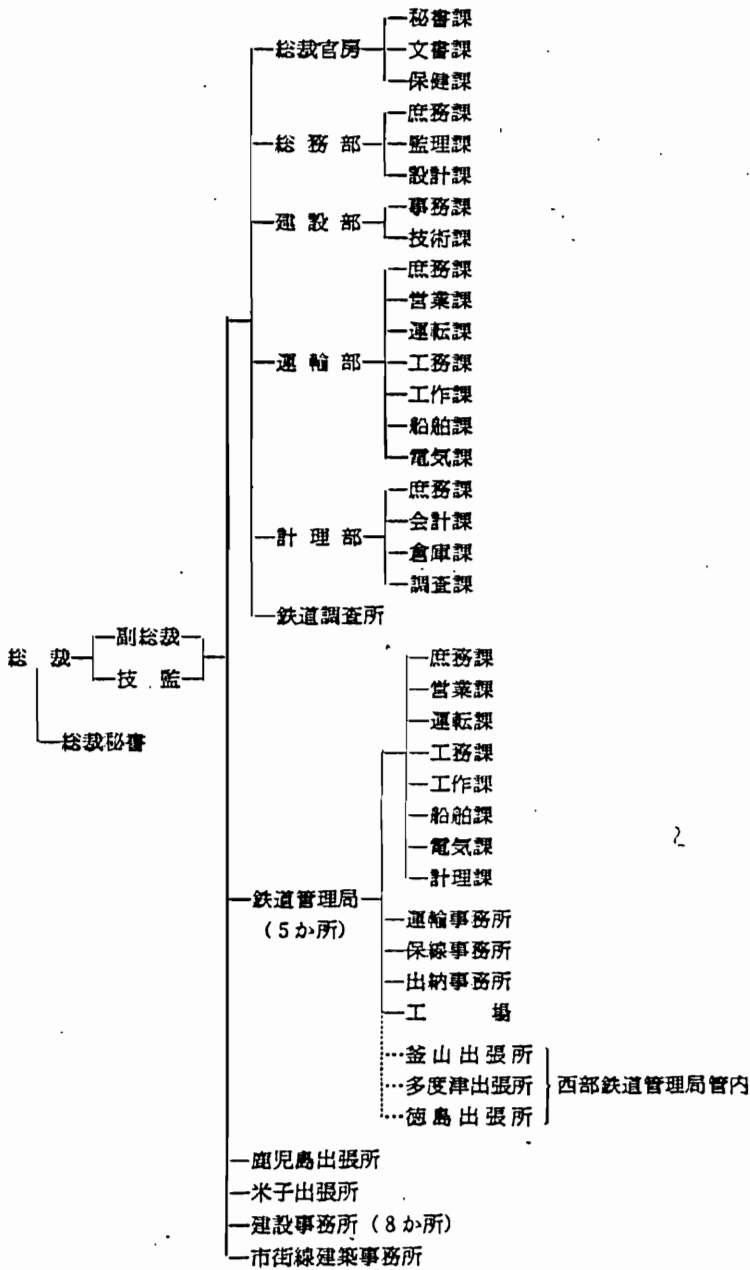 秘書課
総裁官房
文書課
保健課
庶務課
総務部
監理課
設計課
事務課
建設部
技術課
庶務課
営業課
運転課
運輸部
工務課
工作課
船舶課
電気課
庶務課
会計課
計理部
倉庫課
調査課
鉄道調査所
総裁
副総裁
技監
総裁秘書
庶務課
営業課
運転課
工務課
工作課
船舶課
電気課
計理課
鉄道管理局
(5か所)
運輸事務所
保線事務所
出納事務所
工場
釜山出張所
多度津出張所
徳島出張所
西部鉄道管理局管内
鹿児島出張所
米子出張所
建設事務所(8か所)
市街線建築事務所